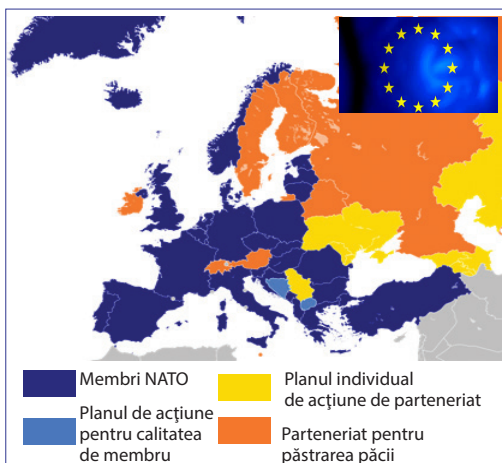 Membri NATO
Planul de acţiune
pentru calitatea
de membru
Planul individual
de acţiune de parteneriat
Parteneriat pentru
păstrarea păcii